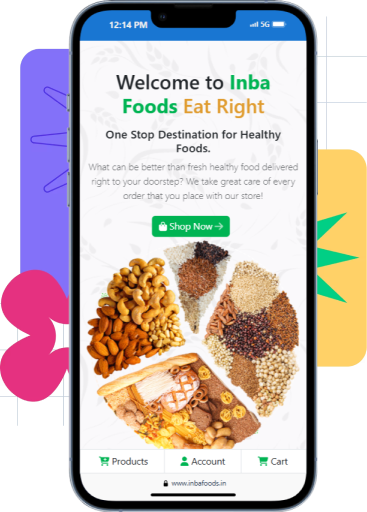 12:14 PM
5G
Welcome to Inba
Foods Eat Right
One Stop Destination for Healthy
Foods.
What can be better than fresh healthy food delivered
right to your doorstep? We take great care of every
order that you place with our store!
Shop Now
Products Account Cart
www.inbafoods.in